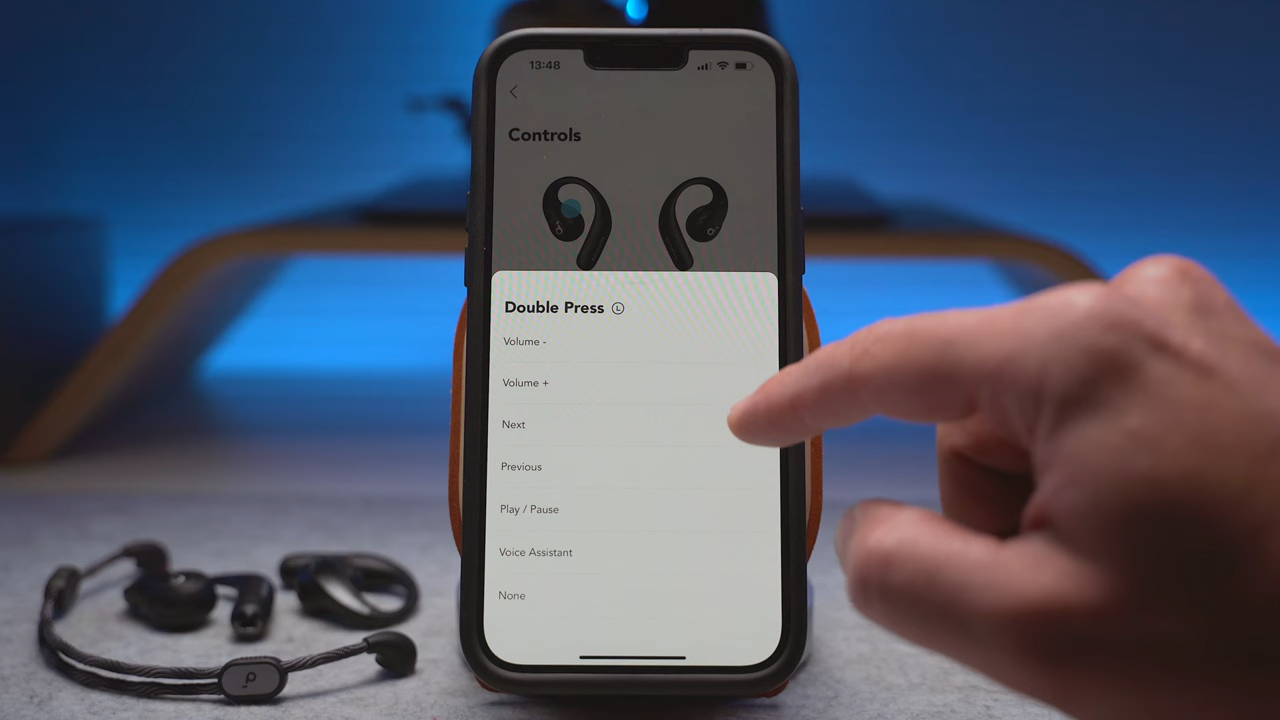 13:48
Controls
Double Press L
Volume -
Volume +
Next
Previous
Play / Pause
Voice Assistant
None